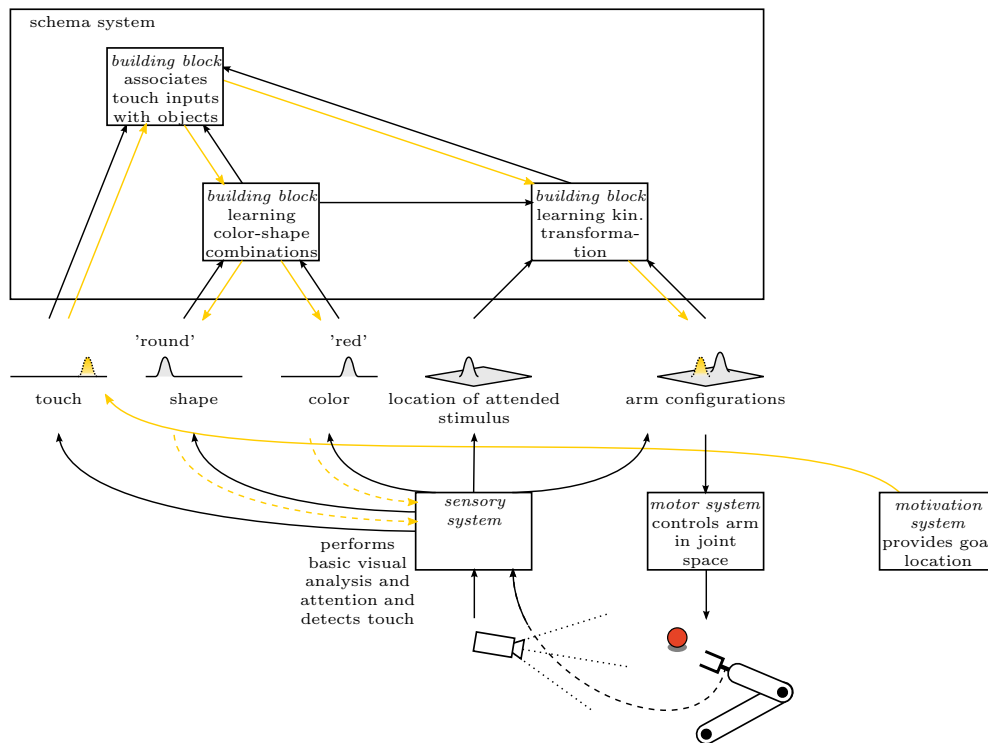 schema system
building block
associates
touch inputs
with objects
building block
learning
color-shape
combinations
building block
learning kin.
transforma-
tion
'round'
'red'
touch
shape
color
location of attended
stimulus
arm configurations
sensory
system
performs
basic visual
analysis and
attention and
detects touch
motor system
controls arm
in joint
space
motivation
system
provides goal
location